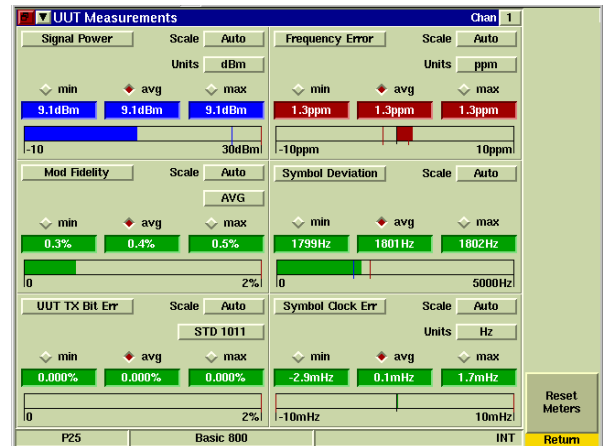 UUT Measurements Chan 1
Signal Power Scale Auto Frequency Error Scale Auto
Units dBm Units ppm
min avg max min avg max
9.1dBm 9.1dBm 9.1dBm 1.3ppm 1.3ppm 1.3ppm
-10 30dBm -10ppm 10ppm
Mod Fidelity Scale Auto Symbol Deviation Scale Auto
AVG
min avg max min avg max
0.3% 0.4% 0.5% 1799Hz 1801Hz 1802Hz
0 2% 0 5000Hz
UUT TX Bit Err Scale Auto Symbol Clock Err Scale Auto
STD 1011 Units Hz
min avg max min avg max
0.000% 0.000% 0.000% -2.9mHz 0.1mHz 1.7mHz
0 2% -10mHz 10mHz
Reset
Meters
P25 Basic 800 INT Return